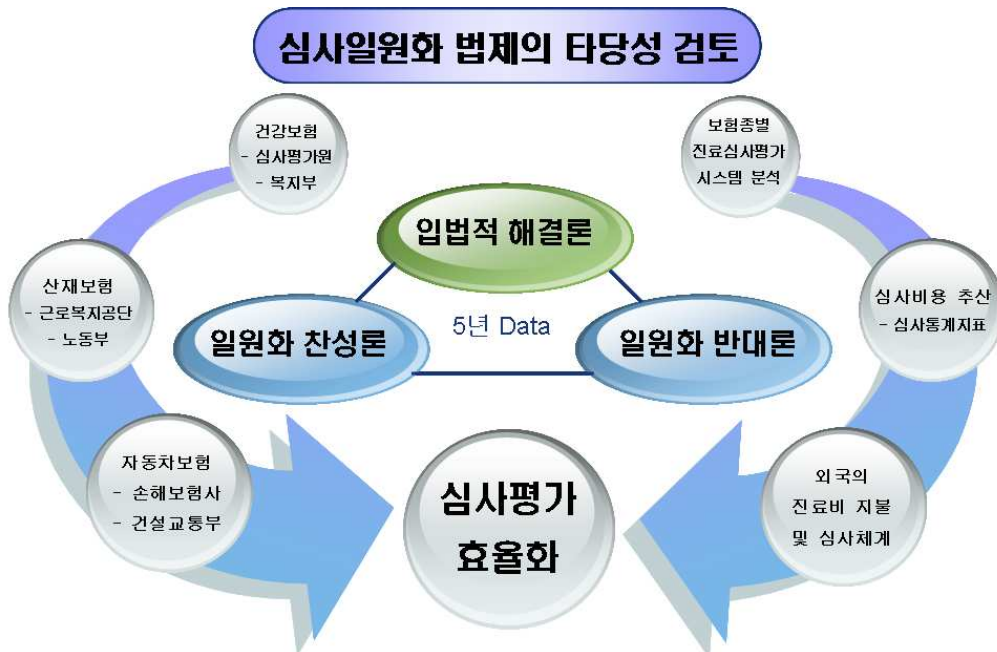 심사일원화 법제의 타당성 검토
건강보험
- 심사평가원
- 복지부
산재보험
- 근로복지공단
- 노동부
자동차보험
- 손해보험사
- 건설교통부
입법적 해결론
일원화 찬성론
5년 Data
일원화 반대론
심사평가
효율화
보험종별
진료심사평가
시스템 분석
심사비용 추산
- 심사통계지표
외국의
진료비 지불
및 심사체계